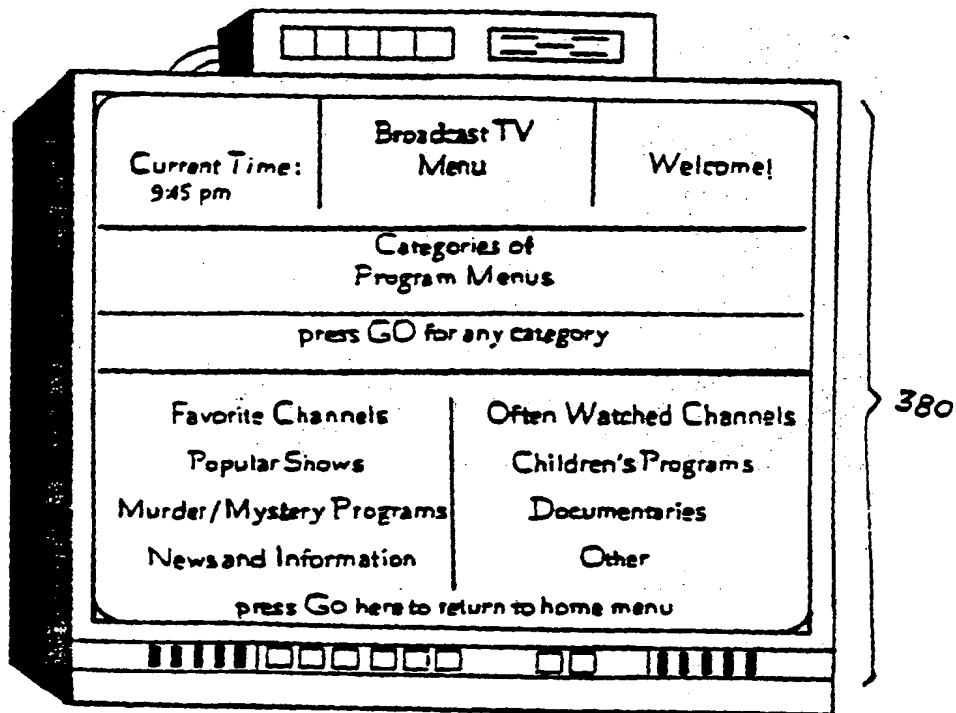 Broadcast TV
Menu
Current Time:
9:45 pm
Welcome!
Categories of
Program Menus
press GO for any category
Favorite Channels
Often Watched Channels
Popular Shows
Children's Programs
Murder/Mystery Programs
Documentaries
News and Information
Other
press Go here to return to home menu
380